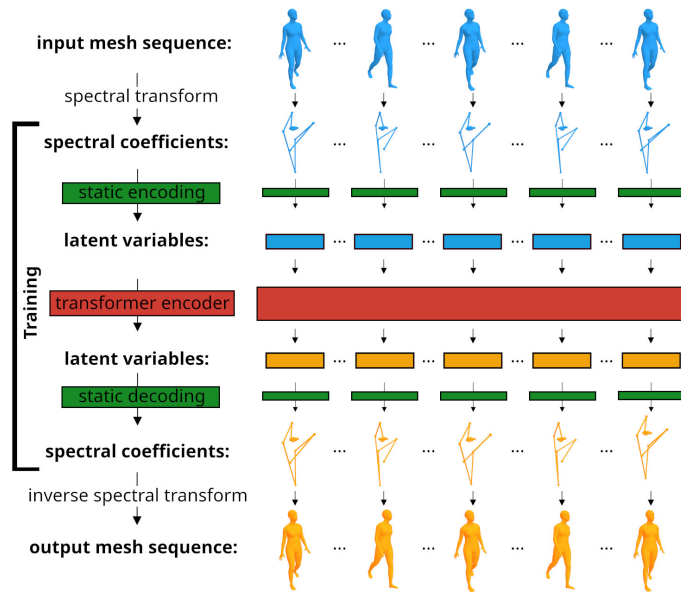 input mesh sequence:
... ... ... ...
spectral transform
spectral coefficients:
... ... ... ...
static encoding
latent variables:
... ... ... ...
Training
transformer encoder
latent variables:
... ... ... ...
static decoding
spectral coefficients:
... ... ... ...
inverse spectral transform
output mesh sequence:
... ... ... ...